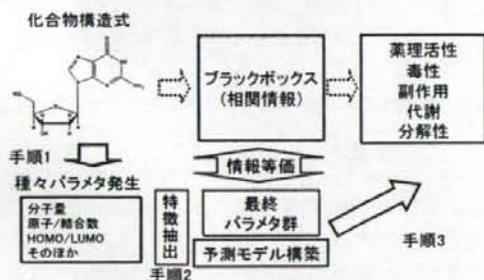 化合物構造式
ブラックボックス
(相関情報)
薬理活性
毒性
副作用
代謝
分解性
手順1
種々パラメタ発生
情報等価
分子量
原子/結合数
HOMO/LUMO
そのほか
特徴抽出
手順2
最終
パラメタ群
予測モデル構築
手順3